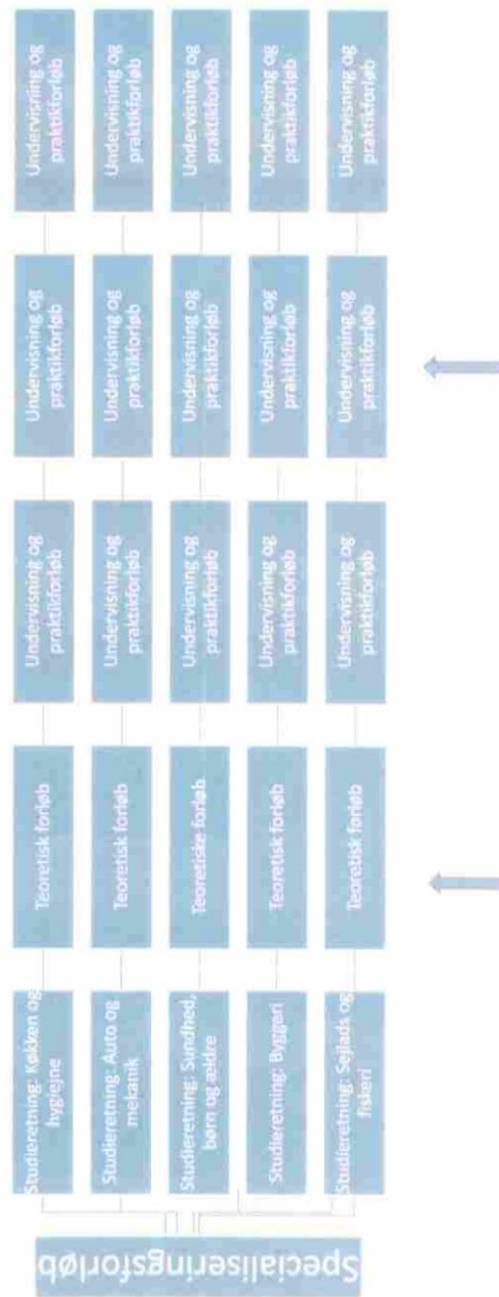 Specialiseringsforløb
Studieretning: Køkken og
hygiejne
Teoretisk forløb
Undervisning og
praktikforløb
Undervisning og
praktikforløb
Undervisning og
praktikforløb
Studieretning: Auto og
mekanik
Teoretisk forløb
Undervisning og
praktikforløb
Undervisning og
praktikforløb
Undervisning og
praktikforløb
Studieretning: Sundhed,
børn og ældre
Teoretiske forløb
Undervisning og
praktikforløb
Undervisning og
praktikforløb
Undervisning og
praktikforløb
Studieretning: Byggeri
Teoretisk forløb
Undervisning og
praktikforløb
Undervisning og
praktikforløb
Undervisning og
praktikforløb
Studieretning: Sejlads og
fiskeri
Teoretisk forløb
Undervisning og
praktikforløb
Undervisning og
praktikforløb
Undervisning og
praktikforløb